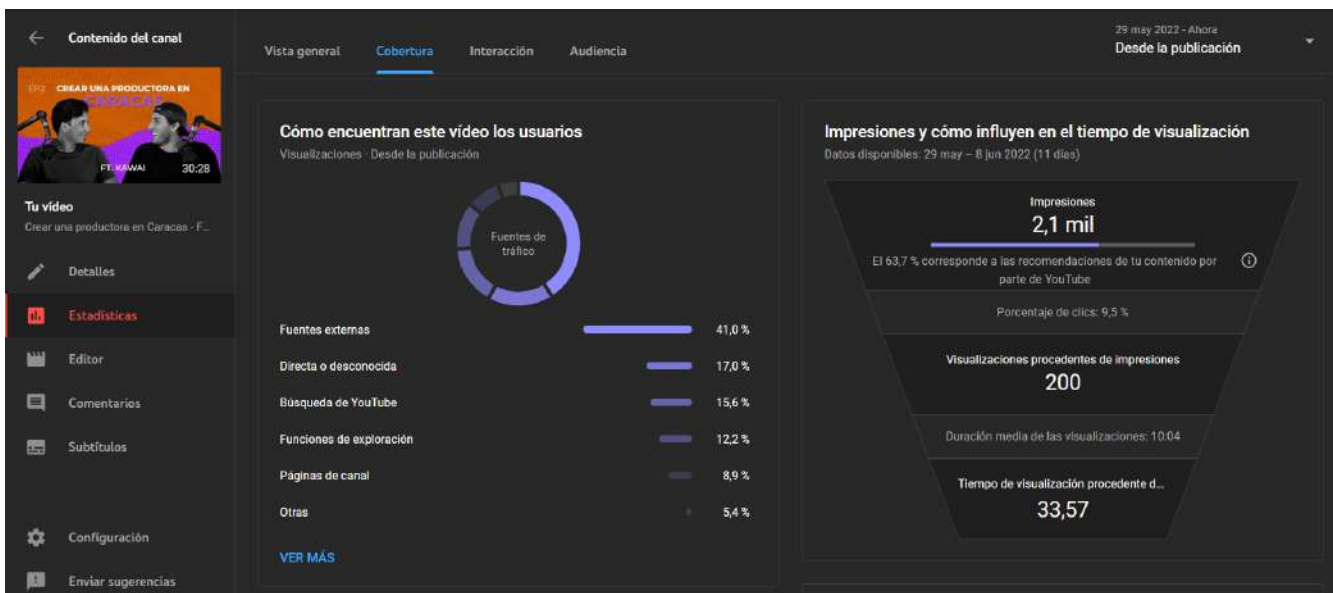 Contenido del canal
EP2 CREAR UNA PRODUCTORA EN
CARACAS
FT. KAWAI
30:28
Tu vídeo
Crear una productora en Caracas - F...
Detalles
Estadísticas
Editor
Comentarios
Subtítulos
Configuración
Enviar sugerencias
Vista general Cobertura Interacción Audiencia
29 may 2022 - Ahora
Desde la publicación
Cómo encuentran este vídeo los usuarios
Visualizaciones · Desde la publicación
Fuentes de
tráfico
Fuentes externas 41,0 %
Directa o desconocida 17,0 %
Búsqueda de YouTube 15,6 %
Funciones de exploración 12,2 %
Páginas de canal 8,9 %
Otras 5,4 %
VER MÁS
Impresiones y cómo influyen en el tiempo de visualización
Datos disponibles: 29 may – 8 jun 2022 (11 días)
Impresiones
2,1 mil
El 63,7 % corresponde a las recomendaciones de tu contenido por
parte de YouTube
Porcentaje de clics: 9,5 %
Visualizaciones procedentes de impresiones
200
Duración media de las visualizaciones: 10:04
Tiempo de visualización procedente d...
33,57